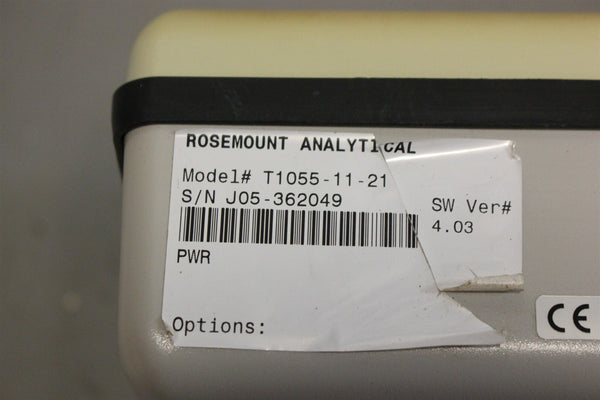 ROSEMOUNT ANALYTICAL
Model# T1055-11-21
S/N J05-362049
SW Ver#
4.03
PWR
Options:
CE